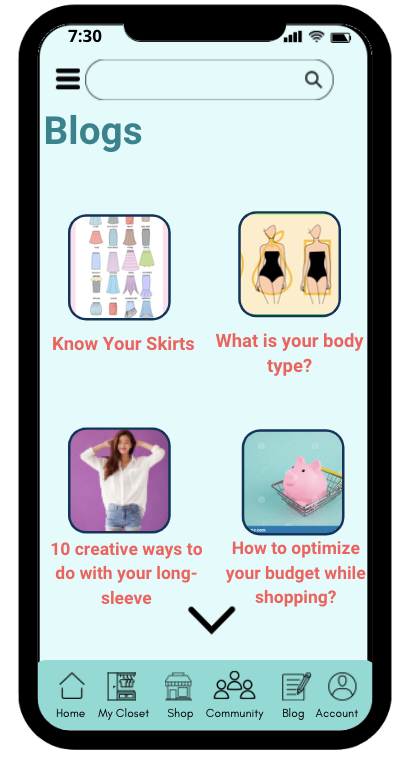 7:30
Blogs
Know Your Skirts
What is your body
type?
10 creative ways to
do with your long-
sleeve
How to optimize
your budget while
shopping?
Home My Closet Shop Community Blog Account